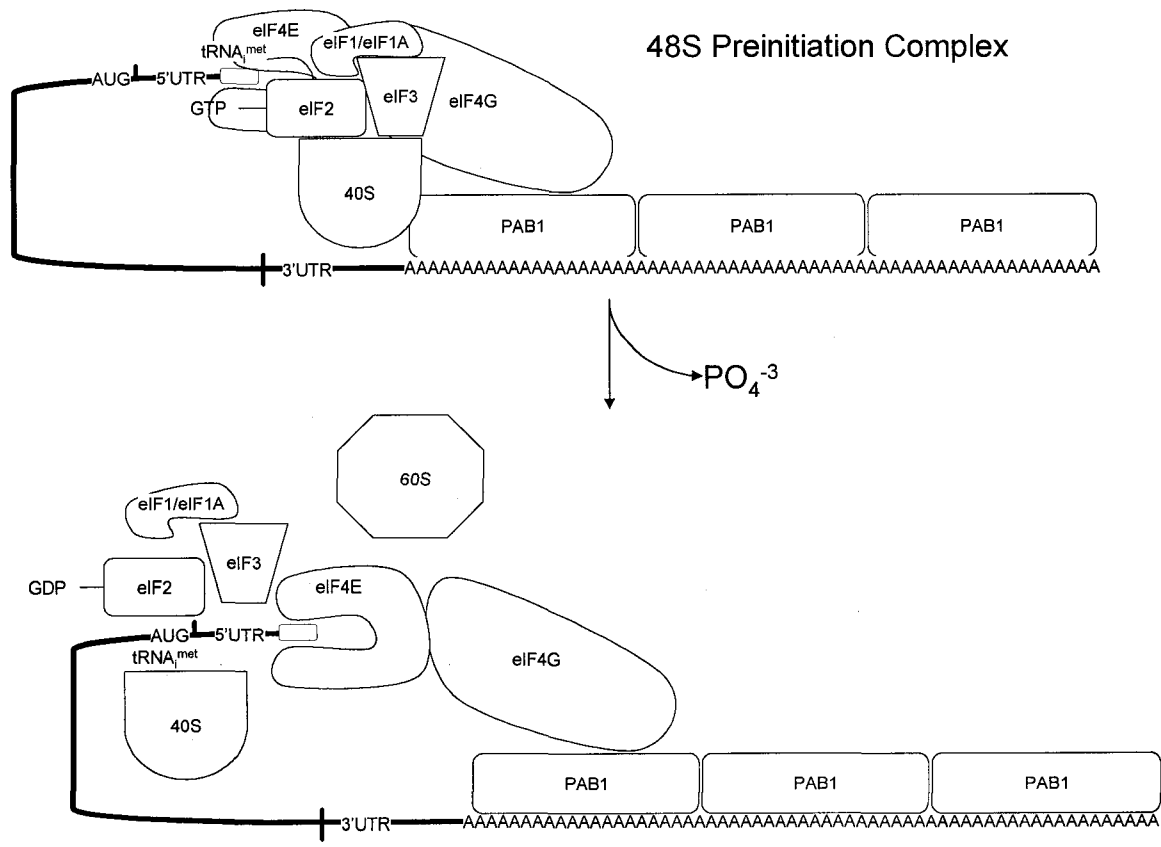 48S Preinitiation Complex
eIF4E
tRNAᵢᵐᵉᵗ
eIF1/eIF1A
AUG
5'UTR
GTP
eIF2
eIF3
eIF4G
40S
PAB1
PAB1
PAB1
3'UTR
AAAAAAAAAAAAAAAAAAAAAAAAAAAAAAAAAAAAAAAAAAAAAAAAAAAAAAAAA
PO₄⁻³
60S
eIF1/eIF1A
eIF3
GDP
eIF2
eIF4E
AUG
5'UTR
tRNAᵢᵐᵉᵗ
eIF4G
40S
PAB1
PAB1
PAB1
3'UTR
AAAAAAAAAAAAAAAAAAAAAAAAAAAAAAAAAAAAAAAAAAAAAAAAAAAAAAAAA